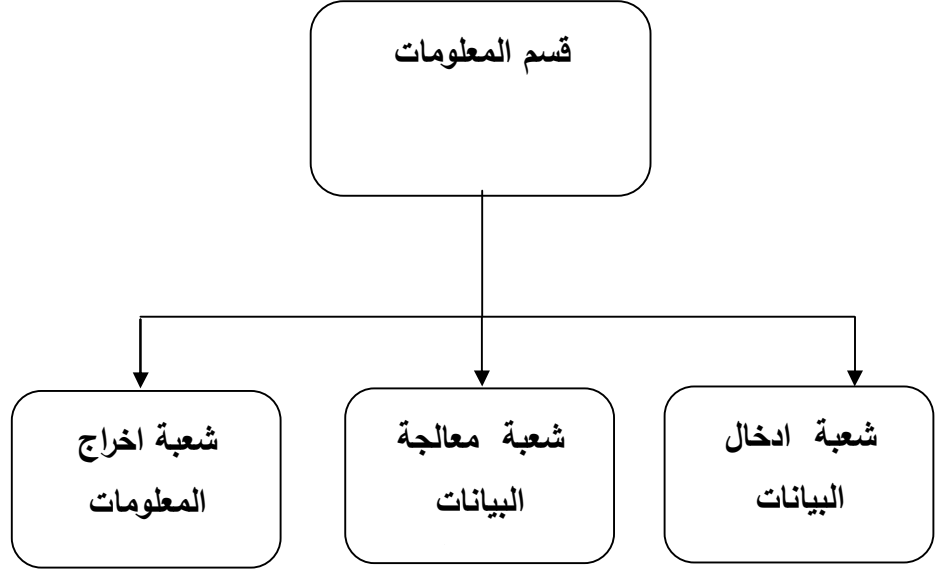 قسم المعلومات
شعبة ادخال
البيانات
شعبة معالجة
البيانات
شعبة اخراج
المعلومات